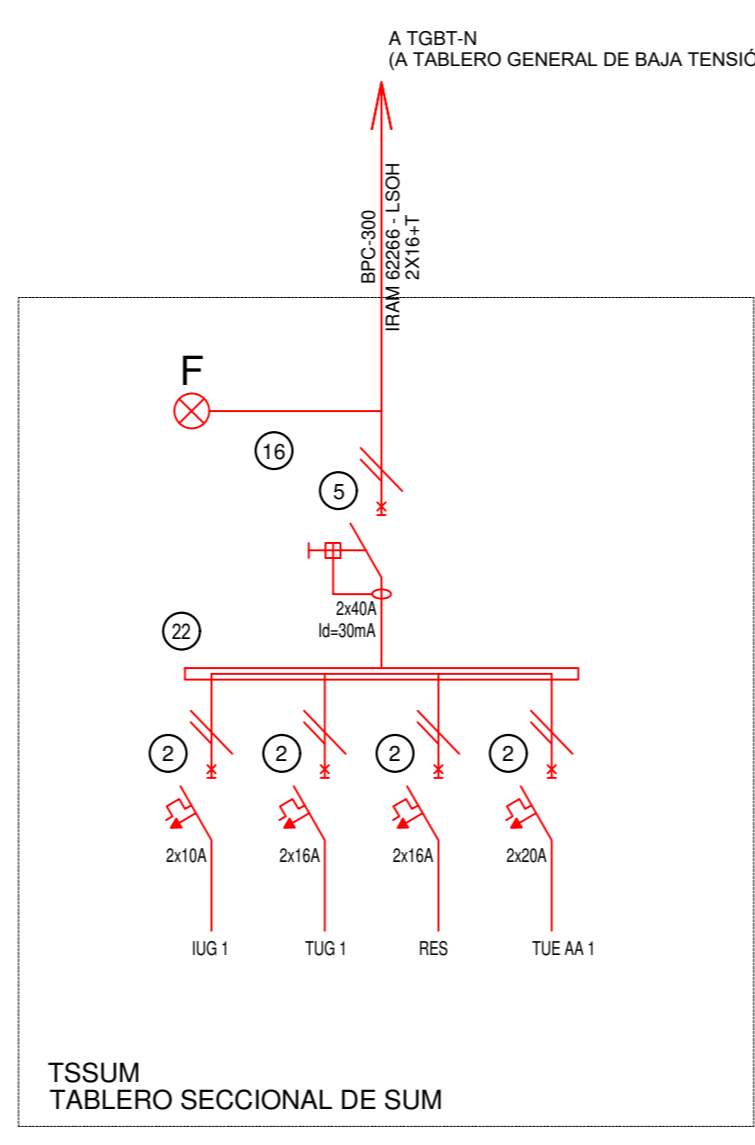 A TGBT-N
(A TABLERO GENERAL DE BAJA TENSIÓ
BPC-300
IRAM 62266 - LSOH
2X16+T
F
16
5
2x40A
Id=30mA
22
2 2 2 2
2x10A 2x16A 2x16A 2x20A
IUG 1 TUG 1 RES TUE AA 1
TSSUM
TABLERO SECCIONAL DE SUM